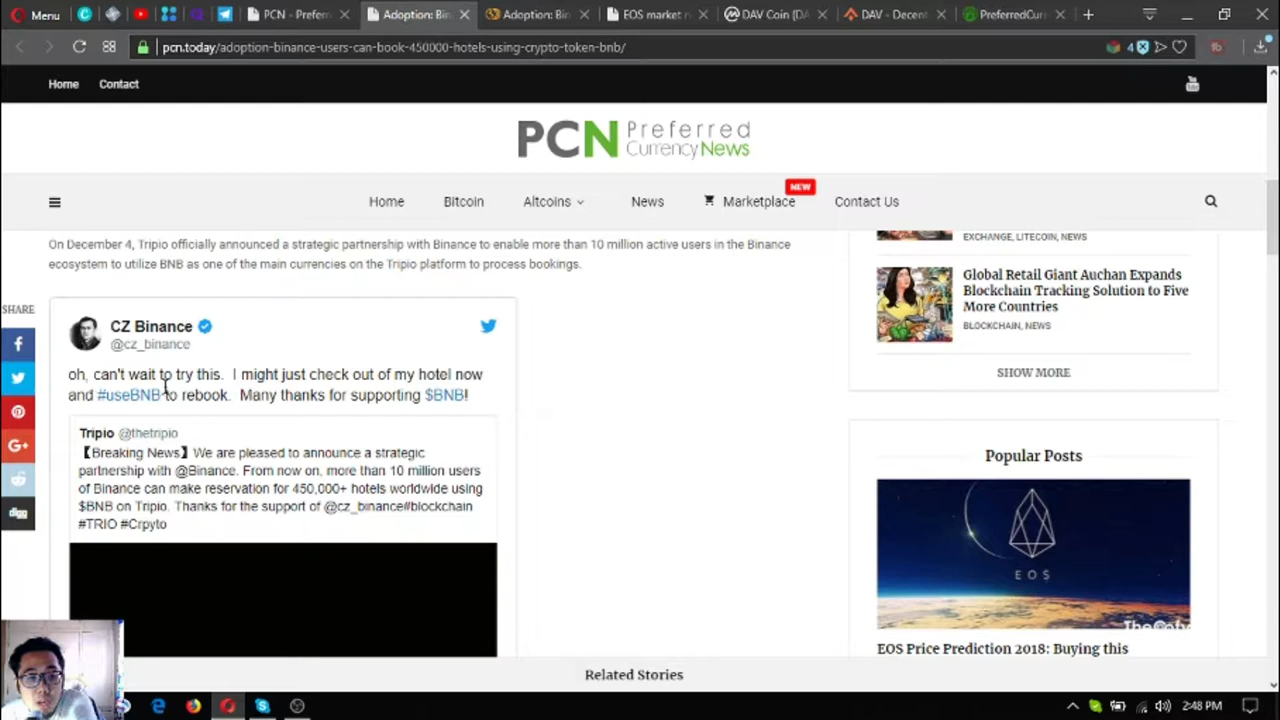 Menu
PCN - Prefer
Adoption: Bin
Adoption: Bin
EOS market
DAV Coin (DA
DAV - Decen
PreferredCur
pcn.today/adoption-binance-users-can-book-450000-hotels-using-crypto-token-bnb/
4
Home
Contact
You
Tube
PCN Preferred
CurrencyNews
NEW
Home
Bitcoin
Altcoins
News
Marketplace
Contact Us
On December 4, Tripio officially announced a strategic partnership with Binance to enable more than 10 million active users in the Binance
ecosystem to utilize BNB as one of the main currencies on the Tripio platform to process bookings.
SHARE
CZ Binance
@cz_binance
oh, can't wait to try this. I might just check out of my hotel now
and #useBNB to rebook. Many thanks for supporting $BNB!
Tripio @thetripio
【Breaking News】We are pleased to announce a strategic
partnership with @Binance. From now on, more than 10 million users
of Binance can make reservation for 450,000+ hotels worldwide using
$BNB on Tripio. Thanks for the support of @cz_binance#blockchain
#TRIO #Crpyto
digg
EXCHANGE, LITECOIN, NEWS
Global Retail Giant Auchan Expands
Blockchain Tracking Solution to Five
More Countries
BLOCKCHAIN, NEWS
SHOW MORE
Popular Posts
EOS
EOS Price Prediction 2018: Buying this
Related Stories
2:48 PM